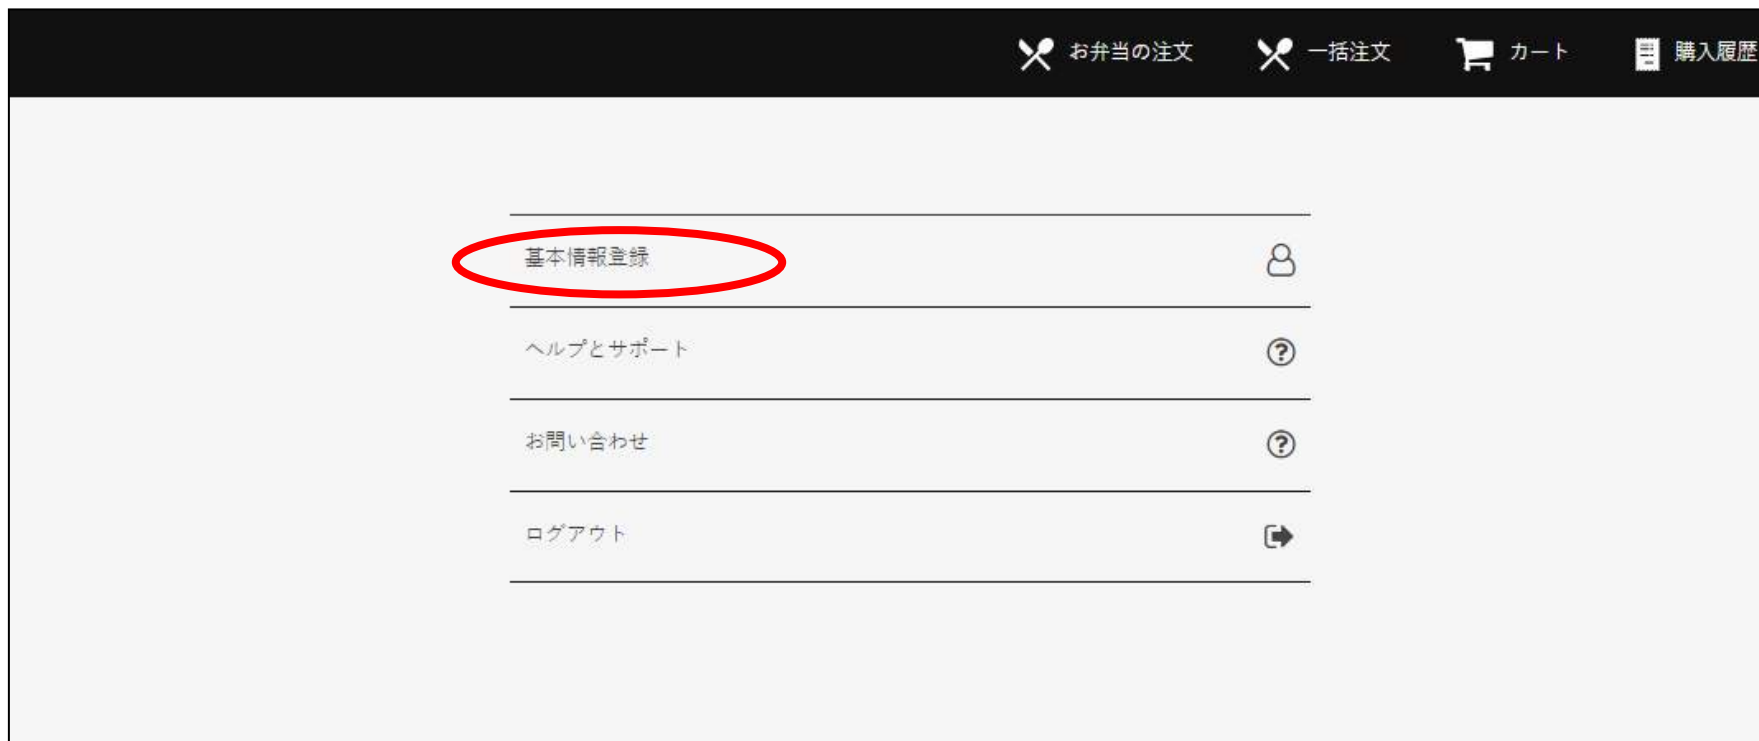 お弁当の注文 一括注文 カート 購入履歴
基本情報登録
ヘルプとサポート
お問い合わせ
ログアウト